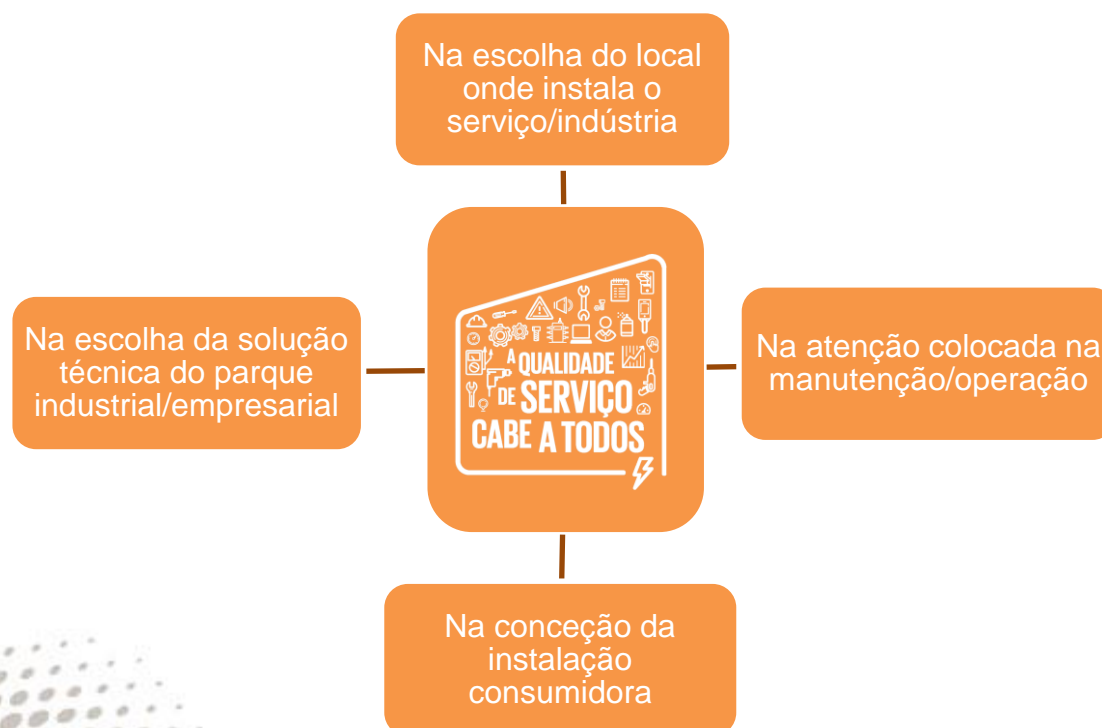 Na escolha do local
onde instala o
serviço/indústria
Na escolha da solução
técnica do parque
industrial/empresarial
A QUALIDADE
DE SERVIÇO
CABE A TODOS
Na atenção colocada na
manutenção/operação
Na conceção da
instalação
consumidora